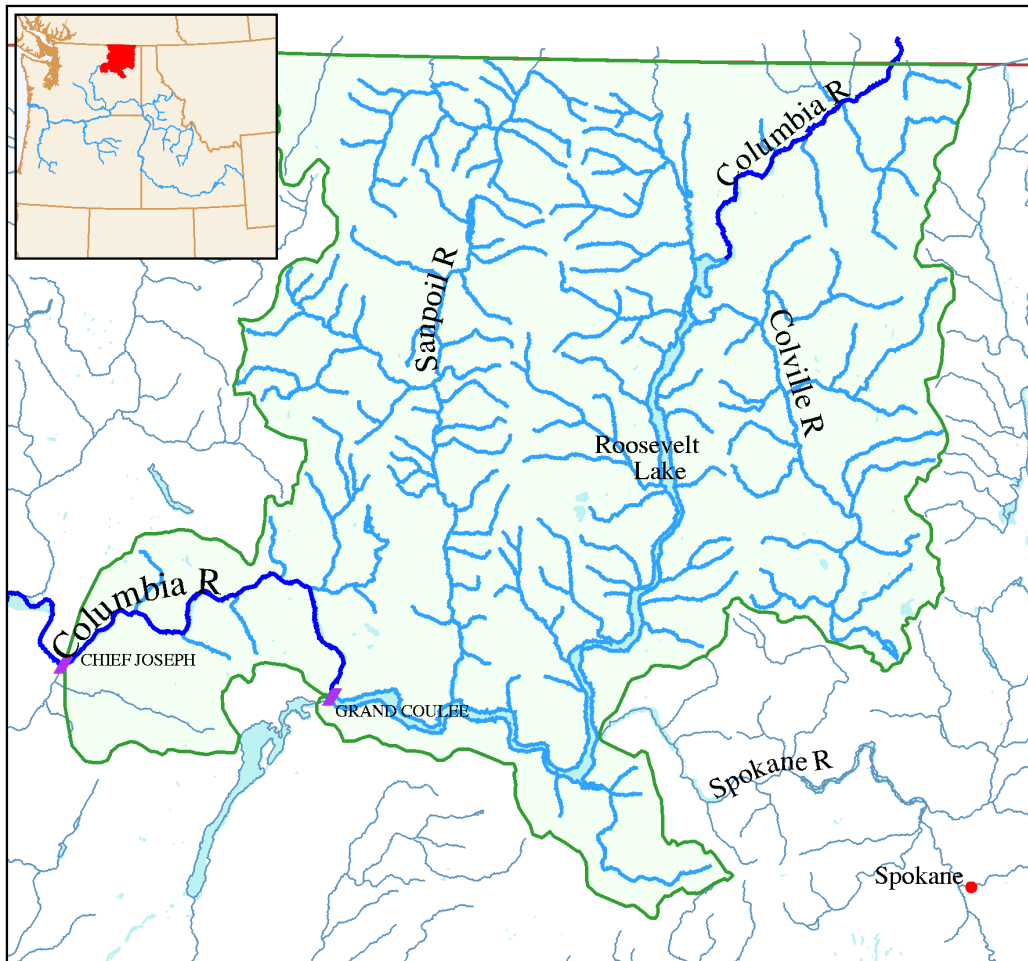 Columbia R
Sanpoil R
Colville R
Roosevelt
Lake
Columbia R
CHIEF JOSEPH
GRAND COULEE
Spokane R
Spokane